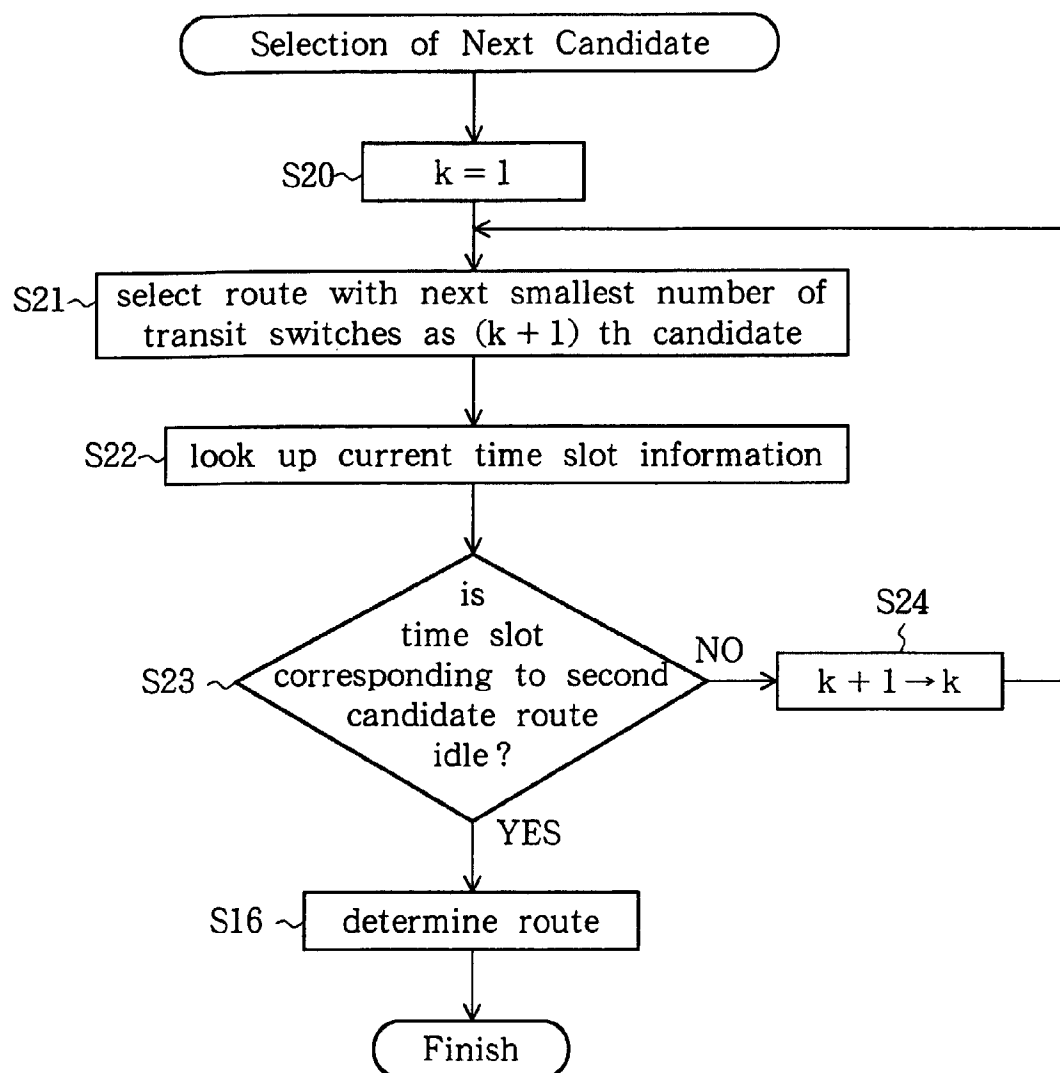 Selection of Next Candidate
S20
k = 1
S21
select route with next smallest number of
transit switches as (k + 1) th candidate
S22
look up current time slot information
S23
is
time slot
corresponding to second
candidate route
idle ?
NO
S24
k + 1 → k
YES
S16
determine route
Finish